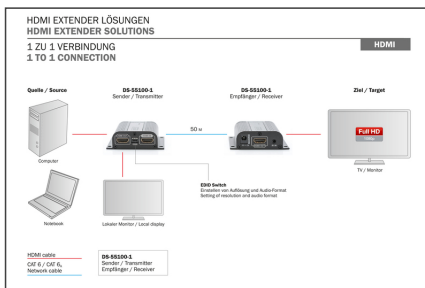 HDMI EXTENDER LÖSUNGEN
HDMI EXTENDER SOLUTIONS
1 ZU 1 VERBINDUNG
1 TO 1 CONNECTION
HDMI
Quelle / Source
DS-55100-1
Sender / Transmitter
DS-55100-1
Empfänger / Receiver
Ziel / Target
50 M
Full HD
Computer
TV / Monitor
EDID Switch
Einstellen von Auflösung und Audio-Format
Setting of resolution and audio format
Notebook
Lokaler Monitor / Local display
HDMI cable
CAT 6 / CAT 6A
Network cable
DS-55100-1
Sender / Transmitter
Empfänger / Receiver